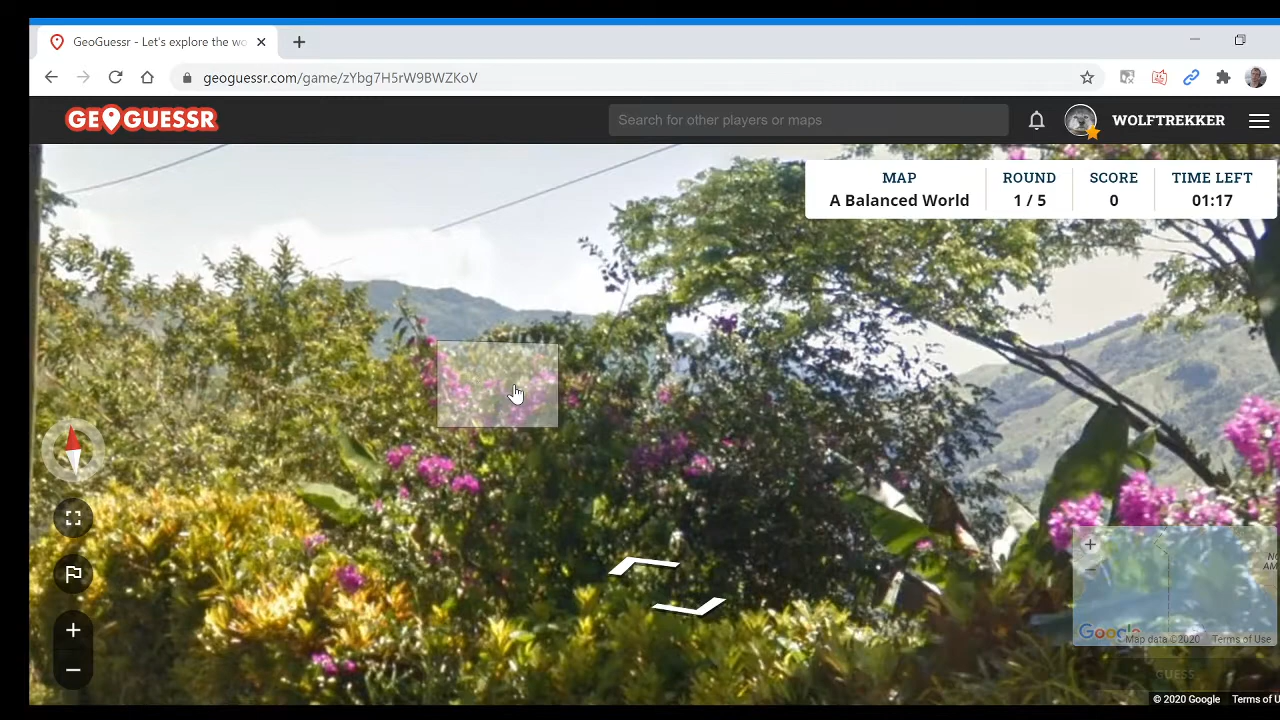 GeoGuessr - Let's explore the wo
geoguessr.com/game/zYbg7H5rW9BWZKoV
GEOGUESSR
Search for other players or maps
WOLFTREKKER
MAP
A Balanced World
ROUND
1 / 5
SCORE
0
TIME LEFT
01:17
Google
Map data ©2020
Terms of Use
GUESS
© 2020 Google
Terms of U